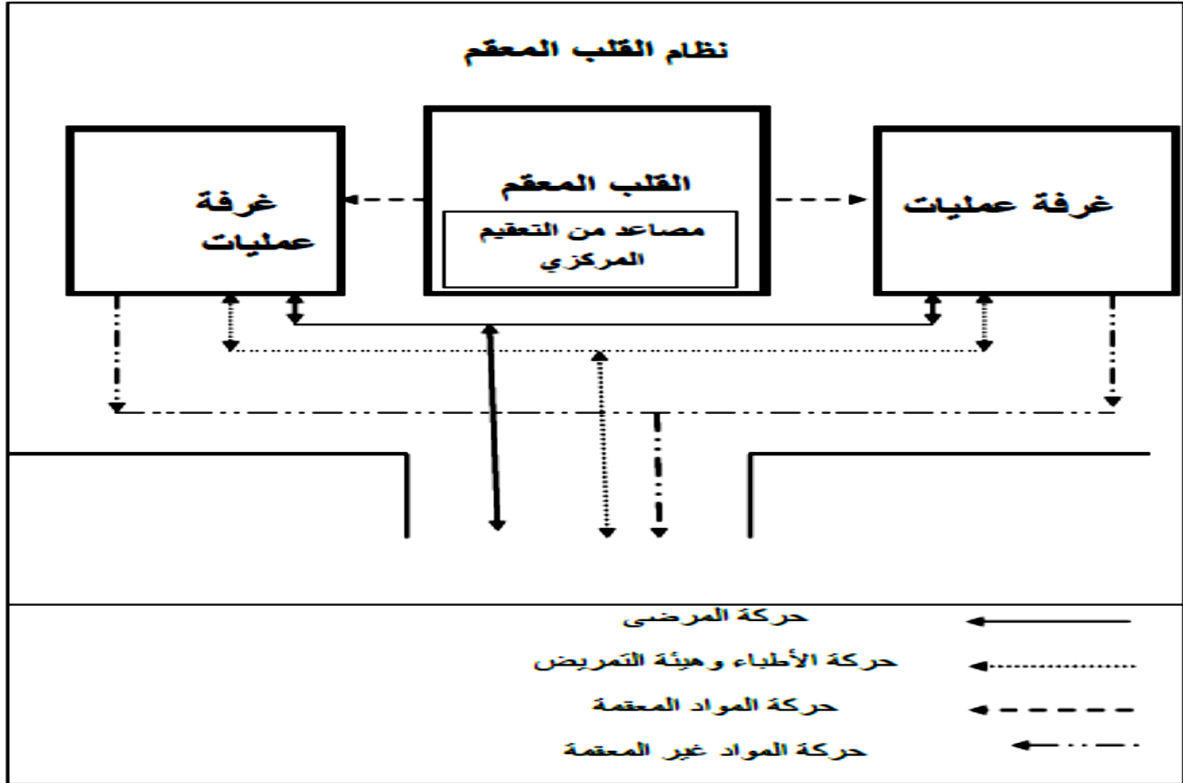 نظام القلب المعقم
غرفة عمليات
القلب المعقم
مصاعد من التعقيم
المركزي
غرفة
عمليات
حركة المرضى
حركة الأطباء وهيئة التمريض
حركة المواد المعقمة
حركة المواد غير المعقمة